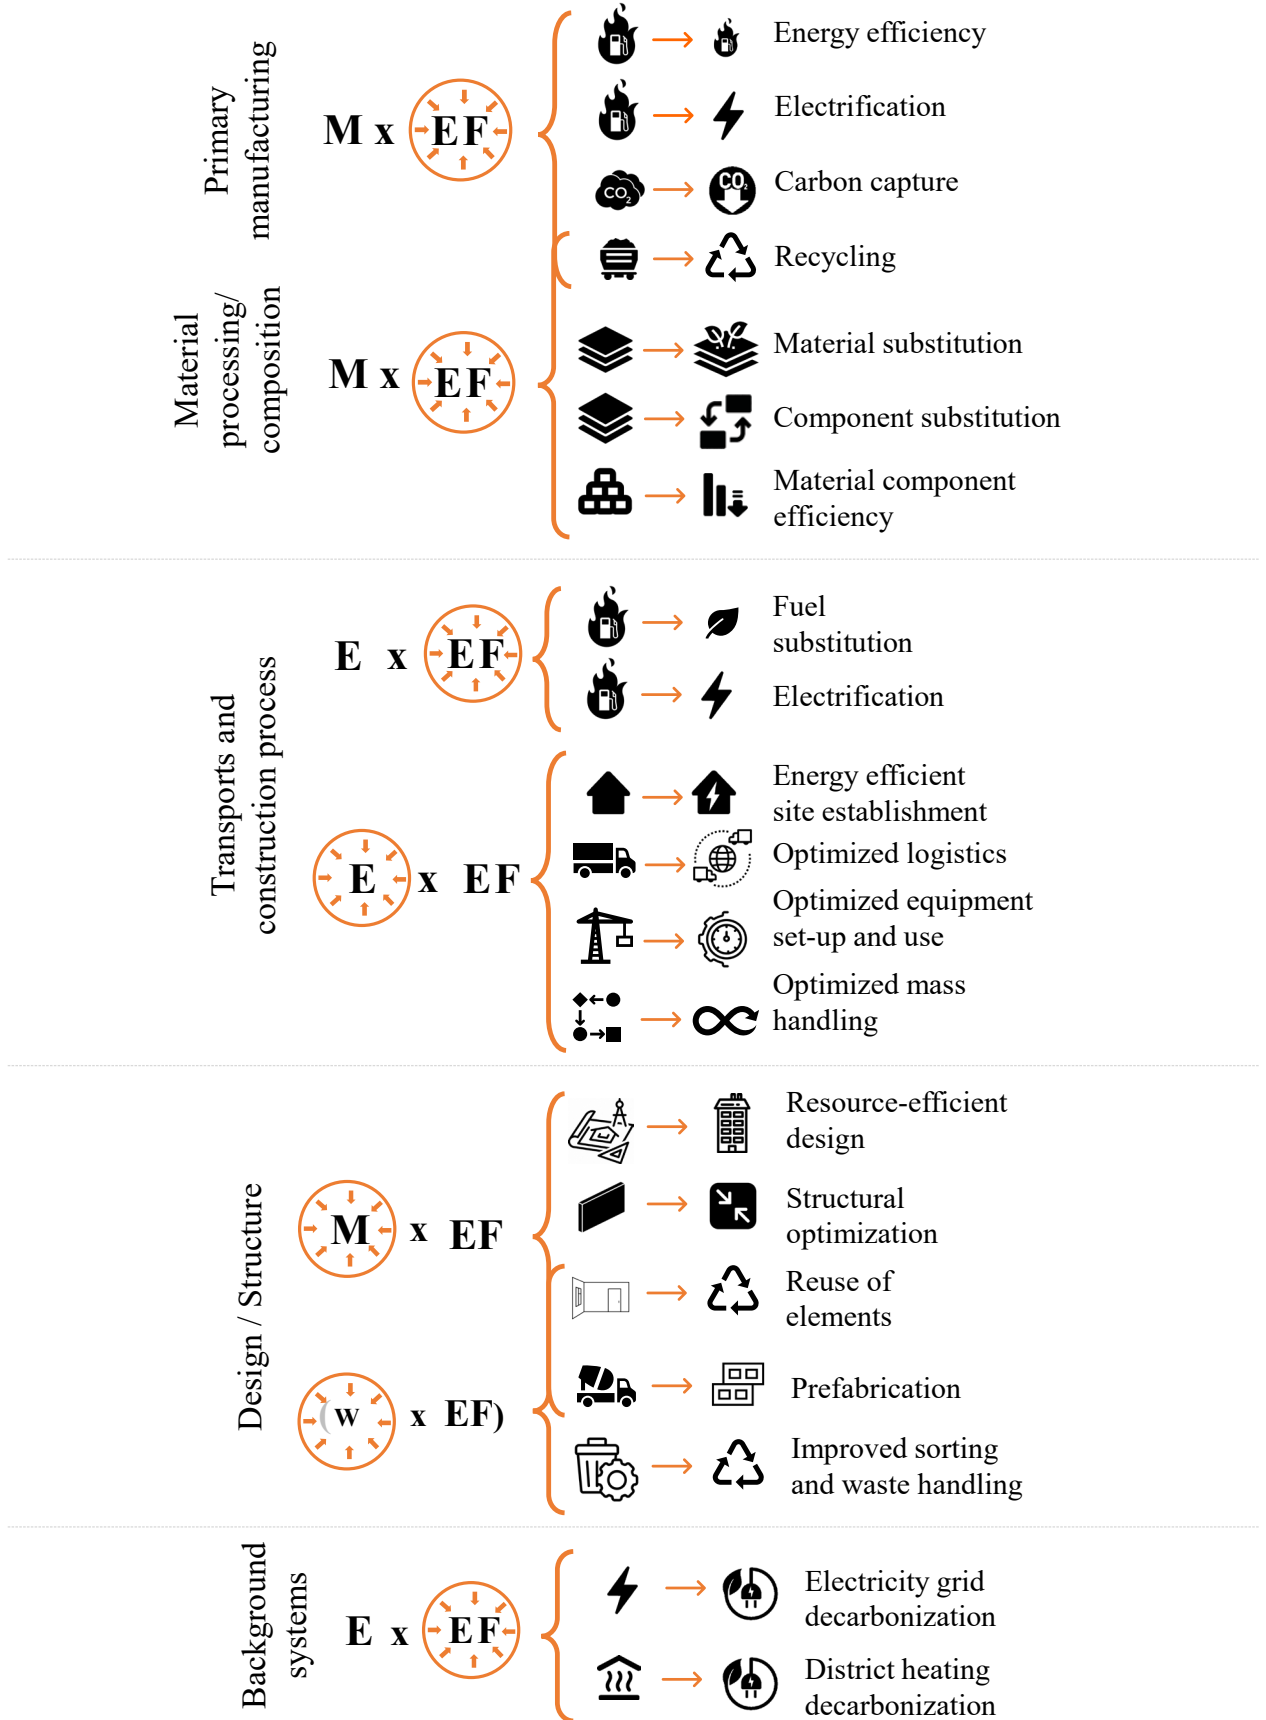 Primary
manufacturing
M x EF
Energy efficiency
Electrification
CO2
CO2
Carbon capture
Recycling
Material
processing/
composition
M x EF
Material substitution
Component substitution
Material component
efficiency
Transports and
construction process
E x EF
Fuel
substitution
Electrification
E x EF
Energy efficient
site establishment
Optimized logistics
Optimized equipment
set-up and use
Optimized mass
handling
Design / Structure
M x EF
Resource-efficient
design
Structural
optimization
Reuse of
elements
(w x EF)
Prefabrication
Improved sorting
and waste handling
Background
systems
E x EF
Electricity grid
decarbonization
District heating
decarbonization